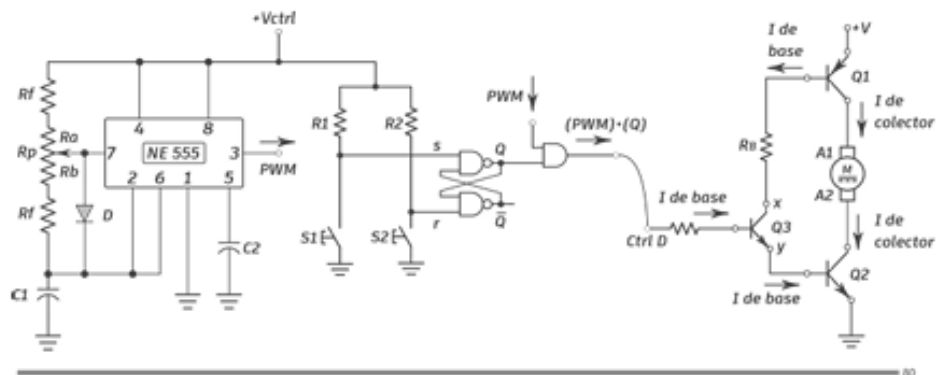 +Vctrl
Rf
Rp
Ra
Rb
Rf
C1
D
4
8
7
NE 555
3
PWM
2
6
1
5
C2
R1
R2
S1
S2
s
r
Q
Q̅
PWM
(PWM)•(Q)
Ctrl D
I de base
I de
base
RB
x
y
Q3
I de base
+V
Q1
I de
colector
A1
M
A2
I de
colector
Q2
80